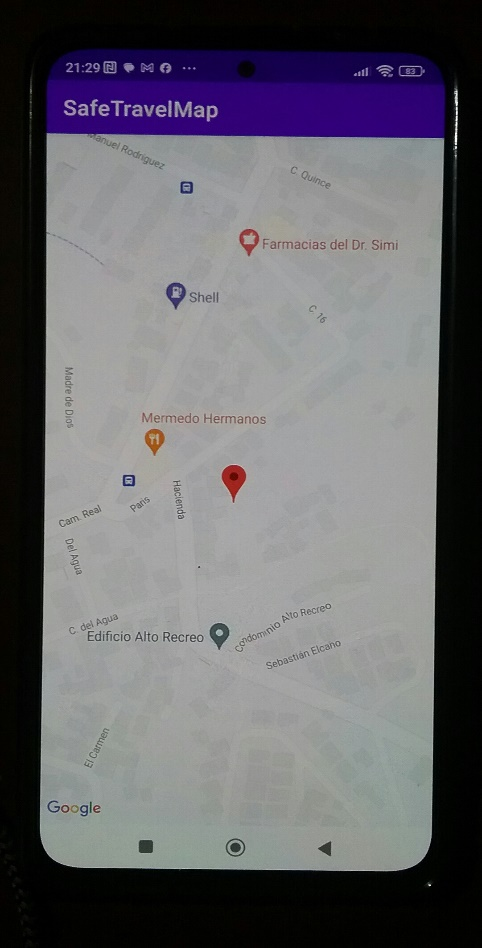 21:29
83
SafeTravelMap
Manuel Rodriguez
C. Quince
Farmacias del Dr. Simi
Shell
C. 16
Madre de Dios
Mermedo Hermanos
Hacienda
Paris
Cam. Real
Del Agua
C. del Agua
Condominio Alto Recreo
Edificio Alto Recreo
Sebastián Elcano
El Carmen
Google